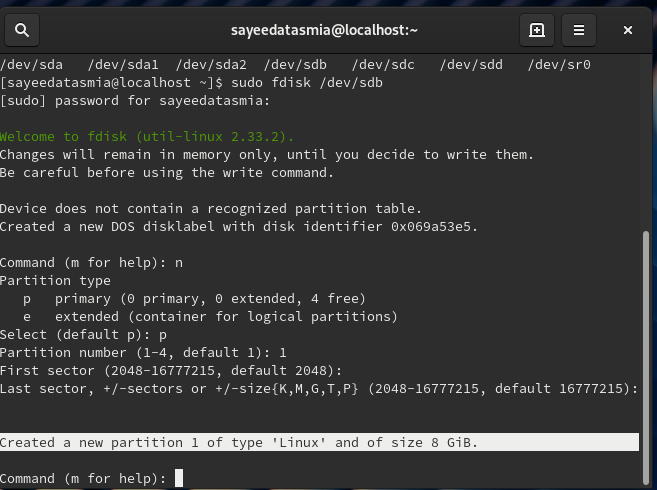 sayeedatasmia@localhost:~
/dev/sda   /dev/sda1  /dev/sda2  /dev/sdb   /dev/sdc   /dev/sdd   /dev/sr0
[sayeedatasmia@localhost ~]$ sudo fdisk /dev/sdb
[sudo] password for sayeedatasmia:
Welcome to fdisk (util-linux 2.33.2).
Changes will remain in memory only, until you decide to write them.
Be careful before using the write command.
Device does not contain a recognized partition table.
Created a new DOS disklabel with disk identifier 0x069a53e5.
Command (m for help): n
Partition type
   p   primary (0 primary, 0 extended, 4 free)
   e   extended (container for logical partitions)
Select (default p): p
Partition number (1-4, default 1): 1
First sector (2048-16777215, default 2048):
Last sector, +/-sectors or +/-size{K,M,G,T,P} (2048-16777215, default 16777215):
Created a new partition 1 of type 'Linux' and of size 8 GiB.
Command (m for help):